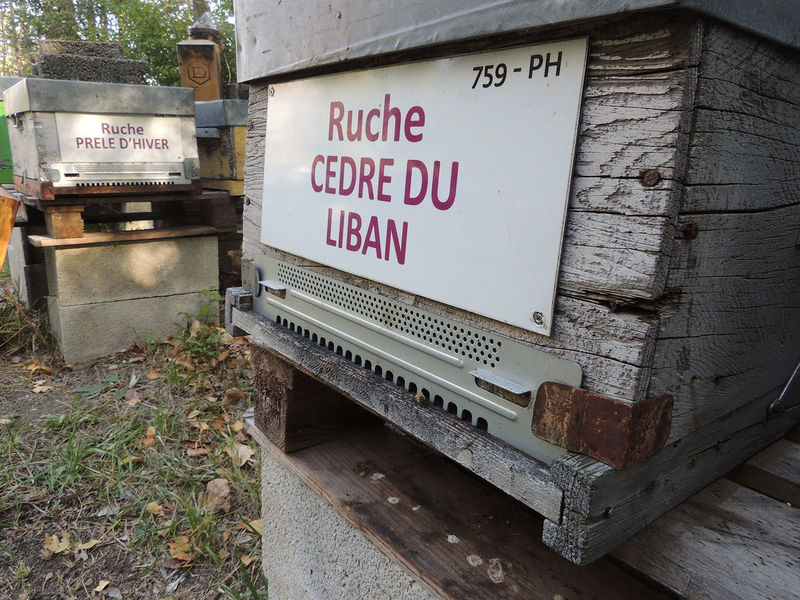 759 - PH
Ruche
CEDRE DU
LIBAN
Ruche
PRELE D'HIVER
D